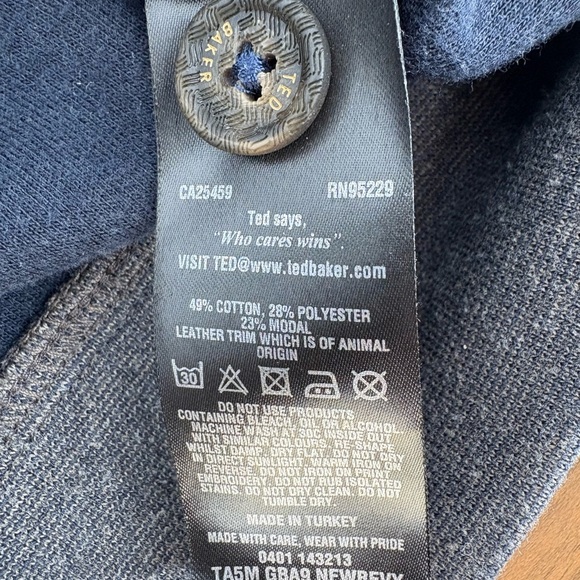 TED
BAKER
CA25459 RN95229
Ted says,
"Who cares wins".
VISIT TED@www.tedbaker.com
49% COTTON, 28% POLYESTER
23% MODAL
LEATHER TRIM WHICH IS OF ANIMAL
ORIGIN
30
DO NOT USE PRODUCTS
CONTAINING BLEACH, OIL OR ALCOHOL.
MACHINE WASH AT 30C INSIDE OUT
WITH SIMILAR COLOURS. RE-SHAPE
WHILST DAMP. DRY FLAT. DO NOT DRY
IN DIRECT SUNLIGHT. WARM IRON ON
REVERSE. DO NOT IRON ON PRINT
EMBROIDERY. DO NOT RUB ISOLATED
STAINS. DO NOT DRY CLEAN. DO NOT
TUMBLE DRY.
MADE IN TURKEY
MADE WITH CARE, WEAR WITH PRIDE
0401 143213
TA5M GBA9 NEWBEVY